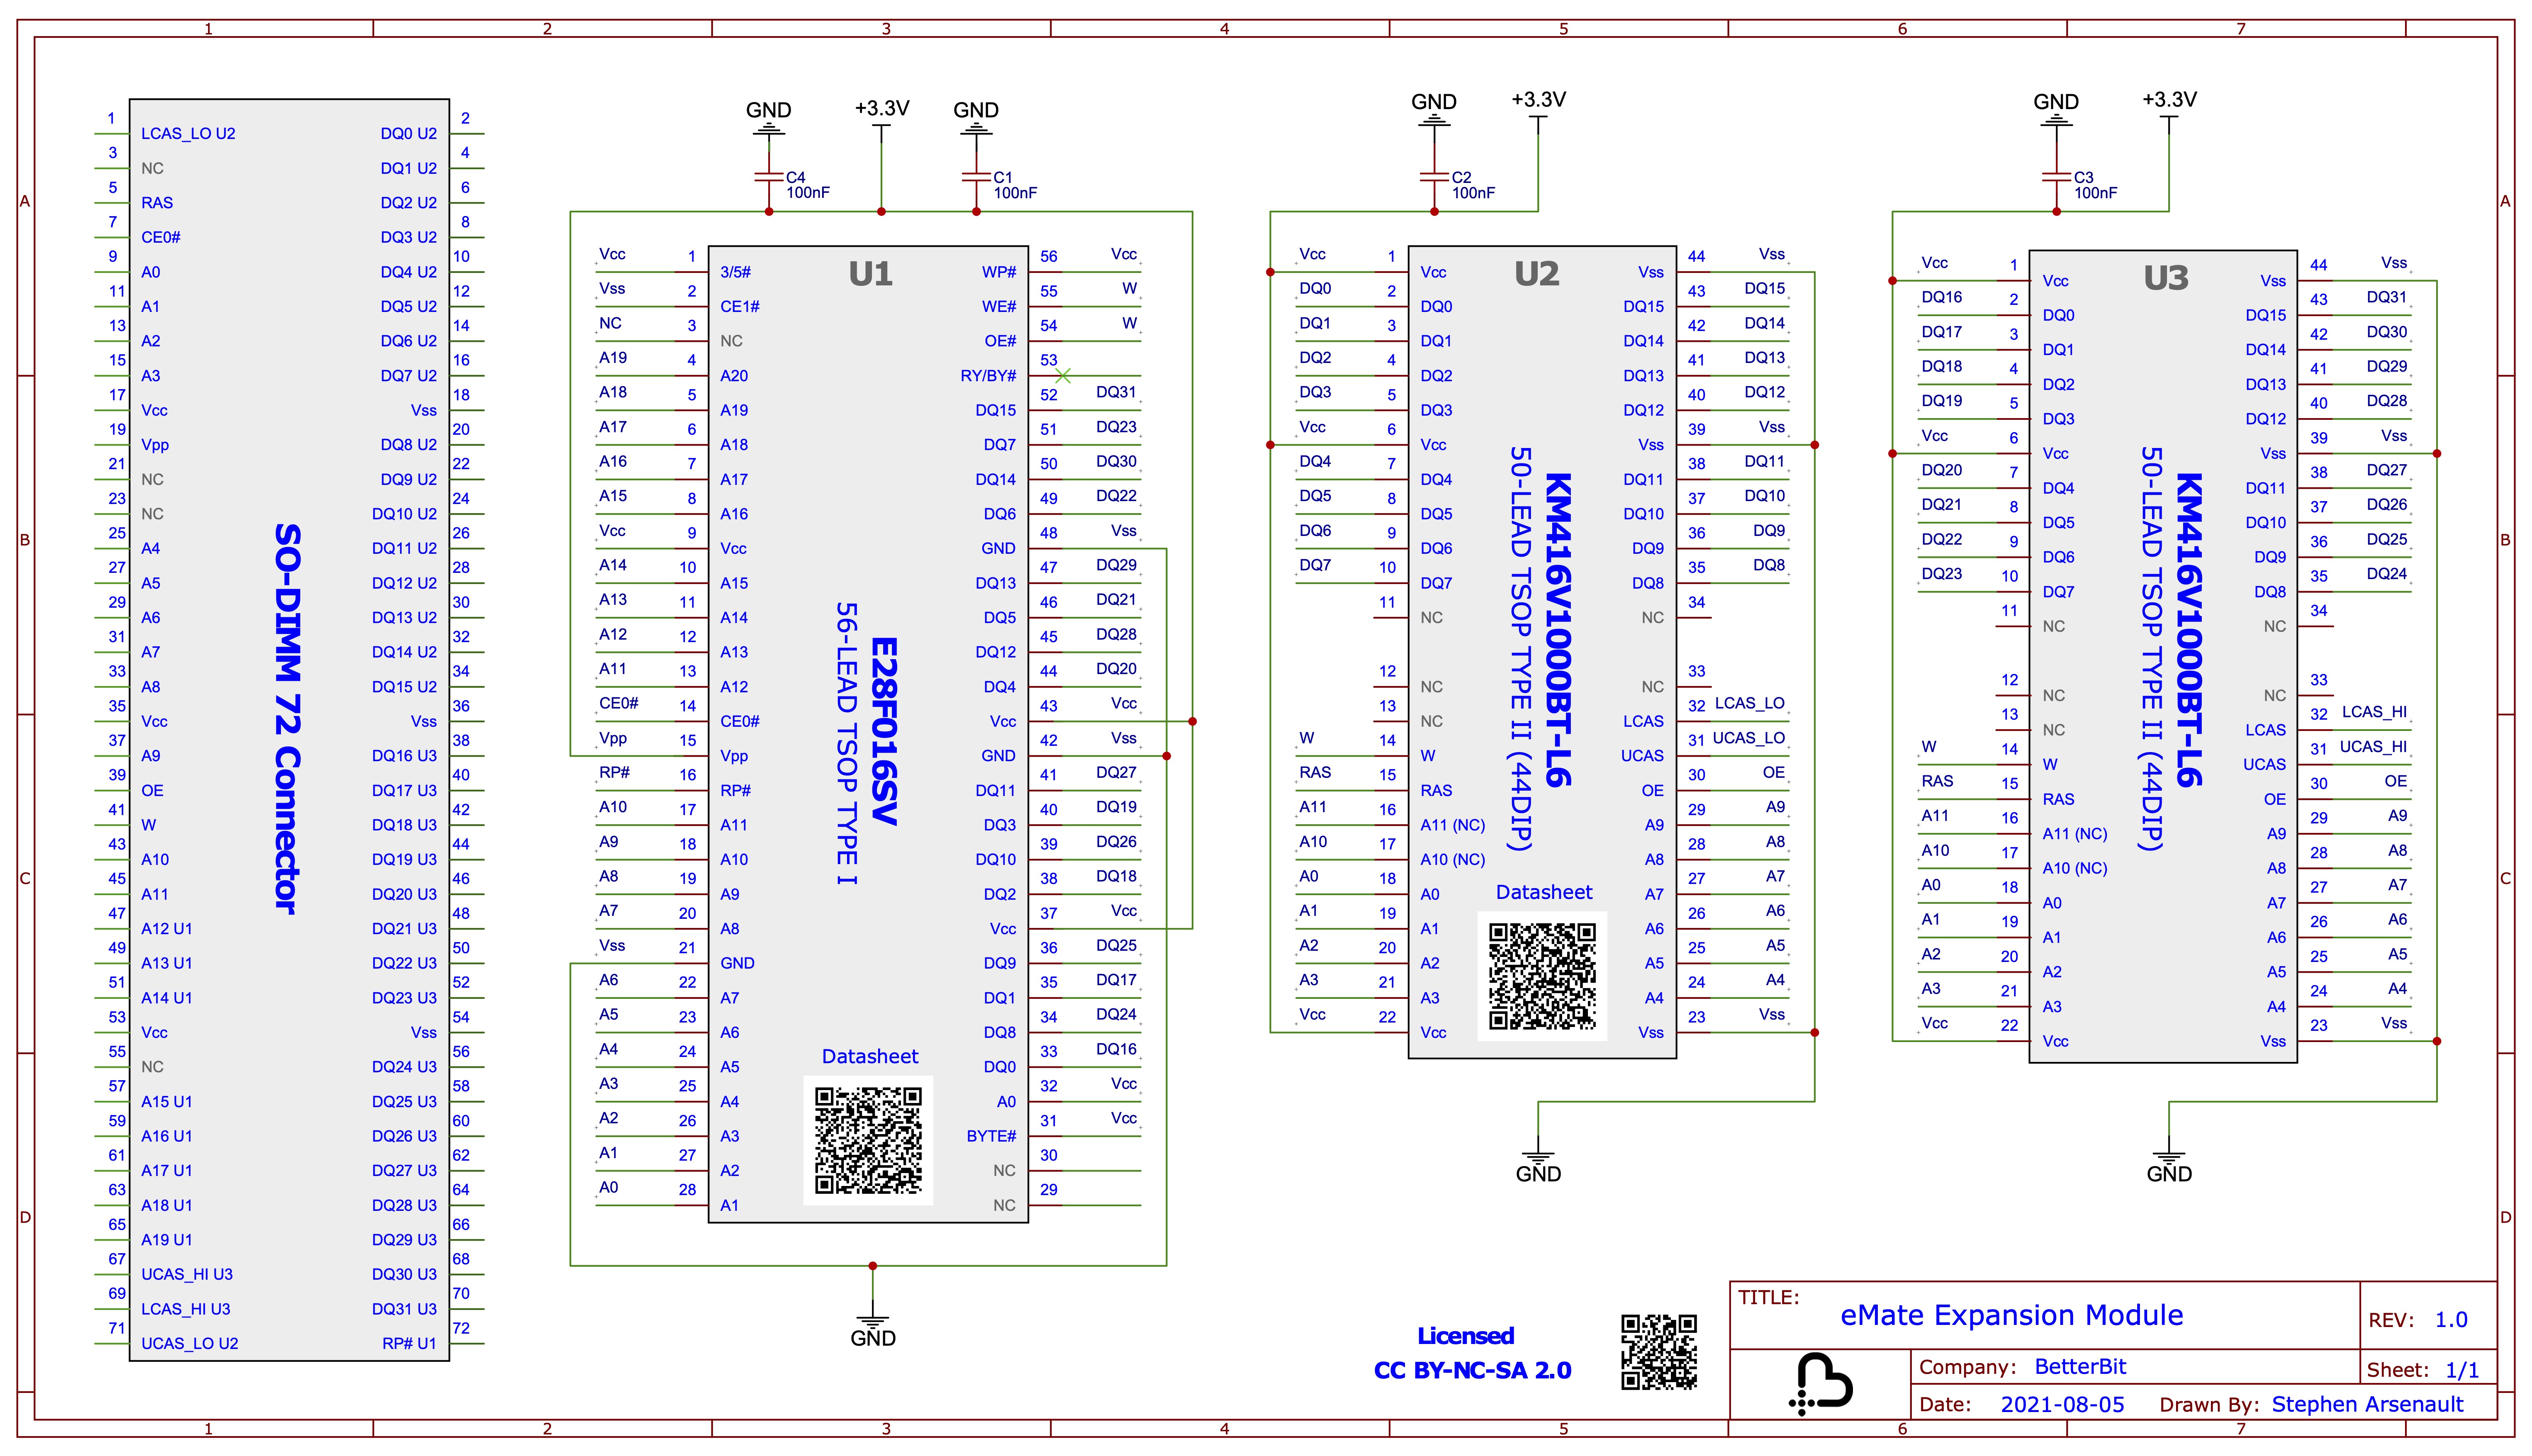 1 2 3 4 5 6 7
A A
B B
C C
D D
1 LCAS_LO U2 DQ0 U2 2
3 NC DQ1 U2 4
5 RAS DQ2 U2 6
7 CE0# DQ3 U2 8
9 A0 DQ4 U2 10
11 A1 DQ5 U2 12
13 A2 DQ6 U2 14
15 A3 DQ7 U2 16
17 Vcc Vss 18
19 Vpp DQ8 U2 20
21 NC DQ9 U2 22
23 NC DQ10 U2 24
25 A4 DQ11 U2 26
27 A5 DQ12 U2 28
29 A6 DQ13 U2 30
31 A7 DQ14 U2 32
33 A8 DQ15 U2 34
35 Vcc Vss 36
37 A9 DQ16 U3 38
39 OE DQ17 U3 40
41 W DQ18 U3 42
43 A10 DQ19 U3 44
45 A11 DQ20 U3 46
47 A12 U1 DQ21 U3 48
49 A13 U1 DQ22 U3 50
51 A14 U1 DQ23 U3 52
53 Vcc Vss 54
55 NC DQ24 U3 56
57 A15 U1 DQ25 U3 58
59 A16 U1 DQ26 U3 60
61 A17 U1 DQ27 U3 62
63 A18 U1 DQ28 U3 64
65 A19 U1 DQ29 U3 66
67 UCAS_HI U3 DQ30 U3 68
69 LCAS_HI U3 DQ31 U3 70
71 UCAS_LO U2 RP# U1 72
SO-DIMM 72 Connector
GND +3.3V GND
C4 100nF
C1 100nF
U1
Vcc 1 3/5# WP# 56 Vcc
Vss 2 CE1# WE# 55 W
NC 3 NC OE# 54 W
A19 4 A20 RY/BY# 53
A18 5 A19 DQ15 52 DQ31
A17 6 A18 DQ7 51 DQ23
A16 7 A17 DQ14 50 DQ30
A15 8 A16 DQ6 49 DQ22
Vcc 9 Vcc GND 48 Vss
A14 10 A15 DQ13 47 DQ29
A13 11 A14 DQ5 46 DQ21
A12 12 A13 DQ12 45 DQ28
A11 13 A12 DQ4 44 DQ20
CE0# 14 CE0# Vcc 43 Vcc
Vpp 15 Vpp GND 42 Vss
RP# 16 RP# DQ11 41 DQ27
A10 17 A11 DQ3 40 DQ19
A9 18 A10 DQ10 39 DQ26
A8 19 A9 DQ2 38 DQ18
A7 20 A8 Vcc 37 Vcc
Vss 21 GND DQ9 36 DQ25
A6 22 A7 DQ1 35 DQ17
A5 23 A6 DQ8 34 DQ24
A4 24 A5 DQ0 33 DQ16
A3 25 A4 A0 32 Vcc
A2 26 A3 BYTE# 31 Vcc
A1 27 A2 NC 30
A0 28 A1 NC 29
E28F016SV
56-LEAD TSOP TYPE I
Datasheet
GND
GND +3.3V
C2 100nF
U2
Vcc 1 Vcc Vss 44 Vss
DQ0 2 DQ0 DQ15 43 DQ15
DQ1 3 DQ1 DQ14 42 DQ14
DQ2 4 DQ2 DQ13 41 DQ13
DQ3 5 DQ3 DQ12 40 DQ12
Vcc 6 Vcc Vss 39 Vss
DQ4 7 DQ4 DQ11 38 DQ11
DQ5 8 DQ5 DQ10 37 DQ10
DQ6 9 DQ6 DQ9 36 DQ9
DQ7 10 DQ7 DQ8 35 DQ8
11 NC NC 34
12 NC NC 33
13 NC LCAS 32 LCAS_LO
W 14 W UCAS 31 UCAS_LO
RAS 15 RAS OE 30 OE
A11 16 A11 (NC) A9 29 A9
A10 17 A10 (NC) A8 28 A8
A0 18 A0 A7 27 A7
A1 19 A1 A6 26 A6
A2 20 A2 A5 25 A5
A3 21 A3 A4 24 A4
Vcc 22 Vcc Vss 23 Vss
KM416V1000BT-L6
50-LEAD TSOP TYPE II (44DIP)
Datasheet
GND
GND +3.3V
C3 100nF
U3
Vcc 1 Vcc Vss 44 Vss
DQ16 2 DQ0 DQ15 43 DQ31
DQ17 3 DQ1 DQ14 42 DQ30
DQ18 4 DQ2 DQ13 41 DQ29
DQ19 5 DQ3 DQ12 40 DQ28
Vcc 6 Vcc Vss 39 Vss
DQ20 7 DQ4 DQ11 38 DQ27
DQ21 8 DQ5 DQ10 37 DQ26
DQ22 9 DQ6 DQ9 36 DQ25
DQ23 10 DQ7 DQ8 35 DQ24
11 NC NC 34
12 NC NC 33
13 NC LCAS 32 LCAS_HI
W 14 W UCAS 31 UCAS_HI
RAS 15 RAS OE 30 OE
A11 16 A11 (NC) A9 29 A9
A10 17 A10 (NC) A8 28 A8
A0 18 A0 A7 27 A7
A1 19 A1 A6 26 A6
A2 20 A2 A5 25 A5
A3 21 A3 A4 24 A4
Vcc 22 Vcc Vss 23 Vss
KM416V1000BT-L6
50-LEAD TSOP TYPE II (44DIP)
GND
Licensed
CC BY-NC-SA 2.0
TITLE: eMate Expansion Module REV: 1.0
Company: BetterBit Sheet: 1/1
Date: 2021-08-05 Drawn By: Stephen Arsenault
1 2 3 4 5 6 7